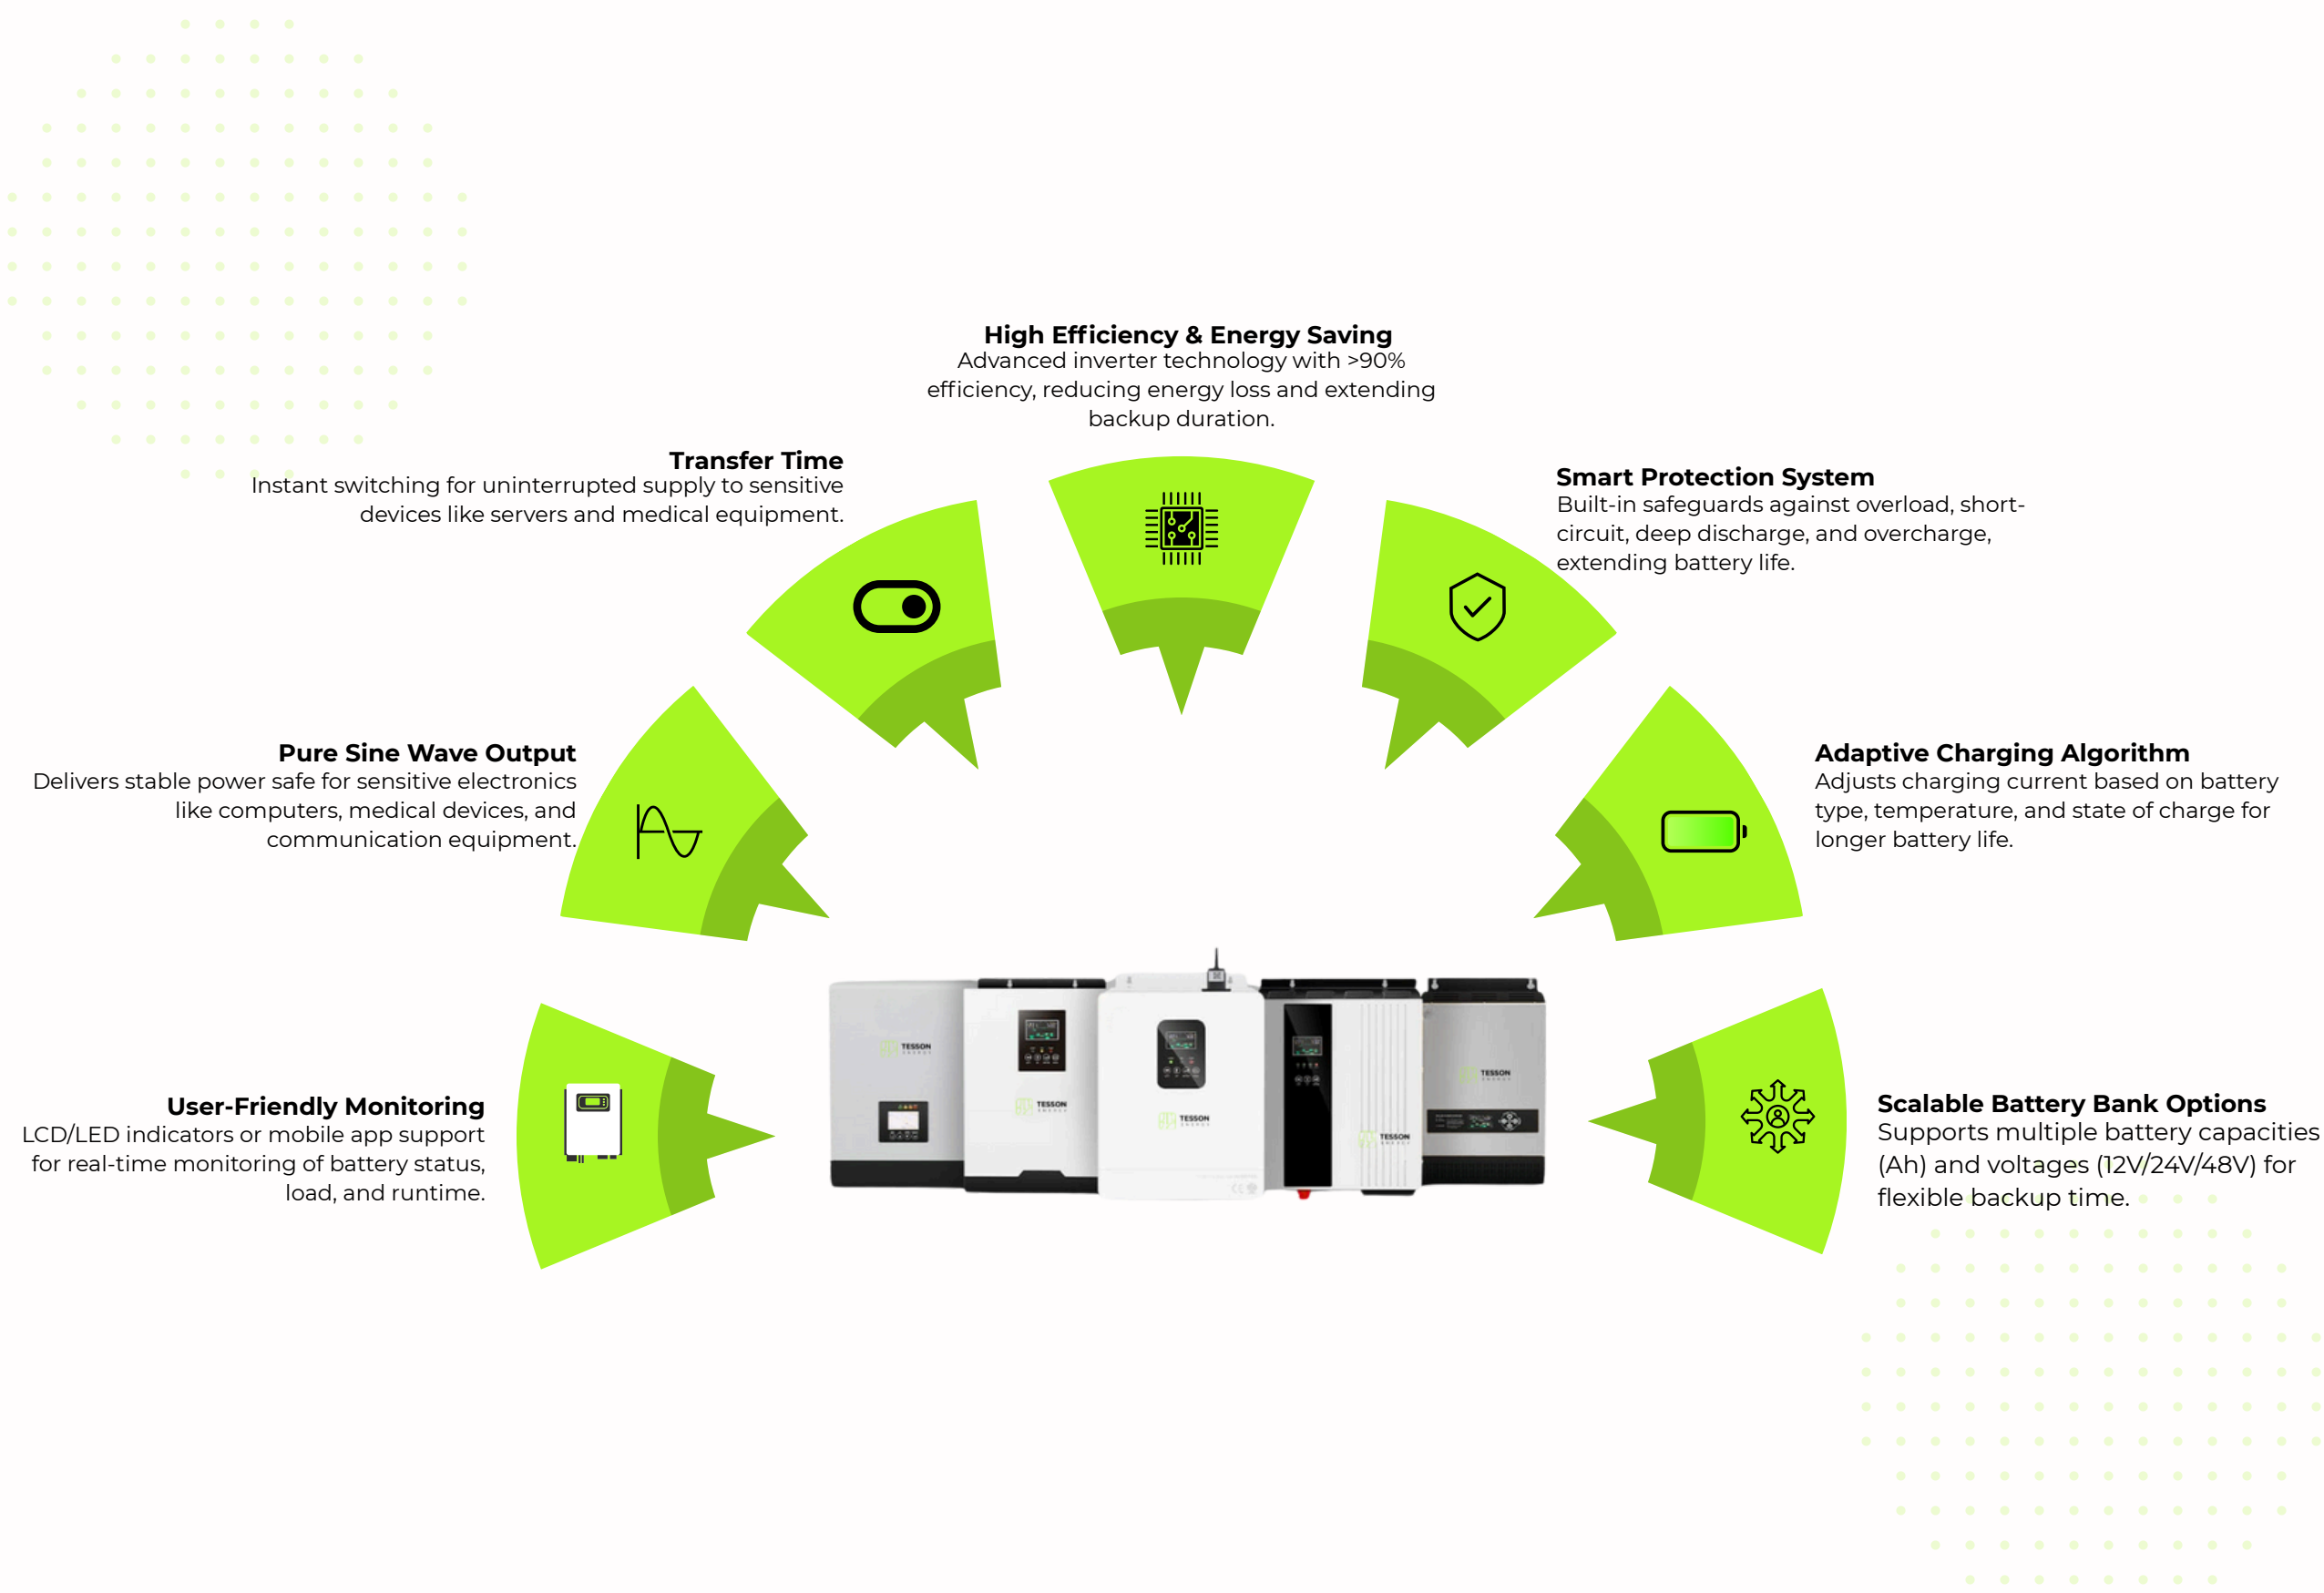 High Efficiency & Energy Saving
Advanced inverter technology with >90%
efficiency, reducing energy loss and extending
backup duration.
Transfer Time
Instant switching for uninterrupted supply to sensitive
devices like servers and medical equipment.
Smart Protection System
Built-in safeguards against overload, short-
circuit, deep discharge, and overcharge,
extending battery life.
Pure Sine Wave Output
Delivers stable power safe for sensitive electronics
like computers, medical devices, and
communication equipment.
Adaptive Charging Algorithm
Adjusts charging current based on battery
type, temperature, and state of charge for
longer battery life.
User-Friendly Monitoring
LCD/LED indicators or mobile app support
for real-time monitoring of battery status,
load, and runtime.
Scalable Battery Bank Options
Supports multiple battery capacities
(Ah) and voltages (12V/24V/48V) for
flexible backup time.
TESSON
ENERGY
TESSON
ENERGY
TESSON
ENERGY
TESSON
ENERGY
TESSON
ENERGY